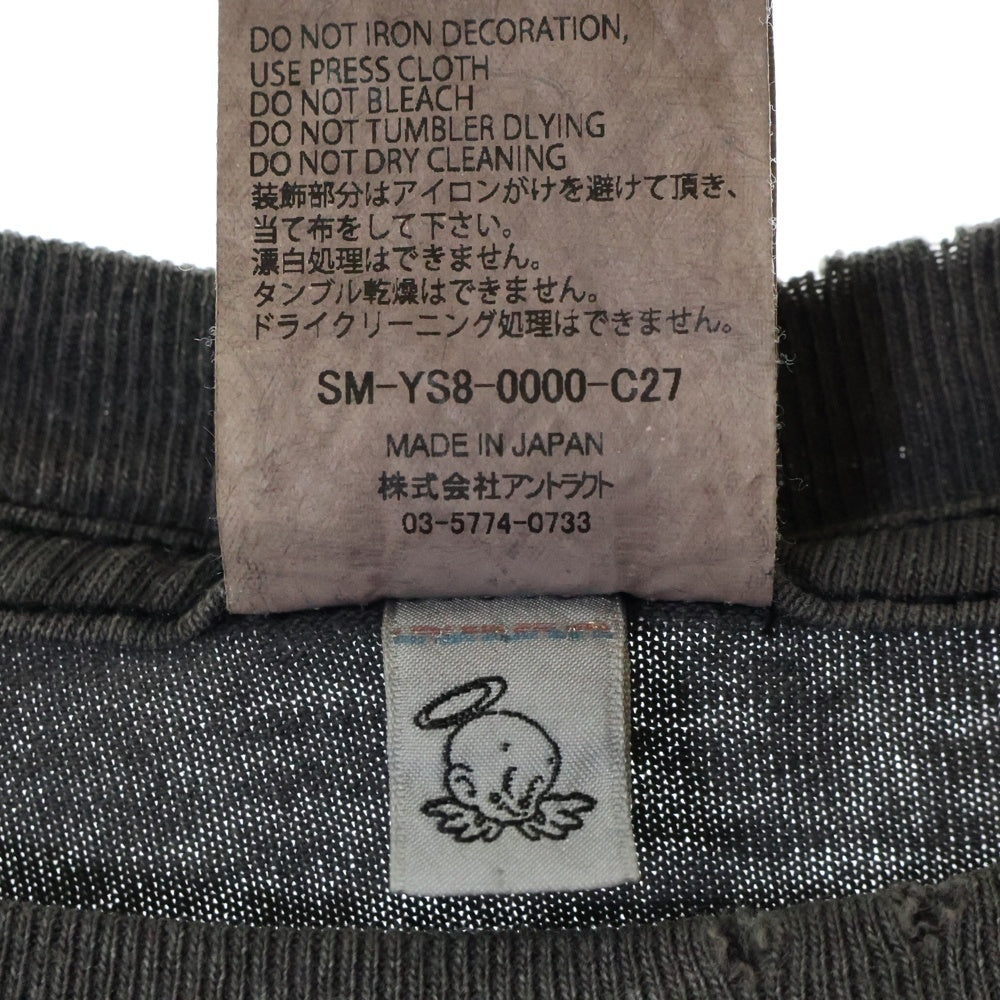 DO NOT IRON DECORATION,
USE PRESS CLOTH
DO NOT BLEACH
DO NOT TUMBLER DLYING
DO NOT DRY CLEANING
装飾部分はアイロンがけを避けて頂き、
当て布をして下さい。
漂白処理はできません。
タンブル乾燥はできません。
ドライクリーニング処理はできません。
SM-YS8-0000-C27
MADE IN JAPAN
株式会社アントラクト
03-5774-0733